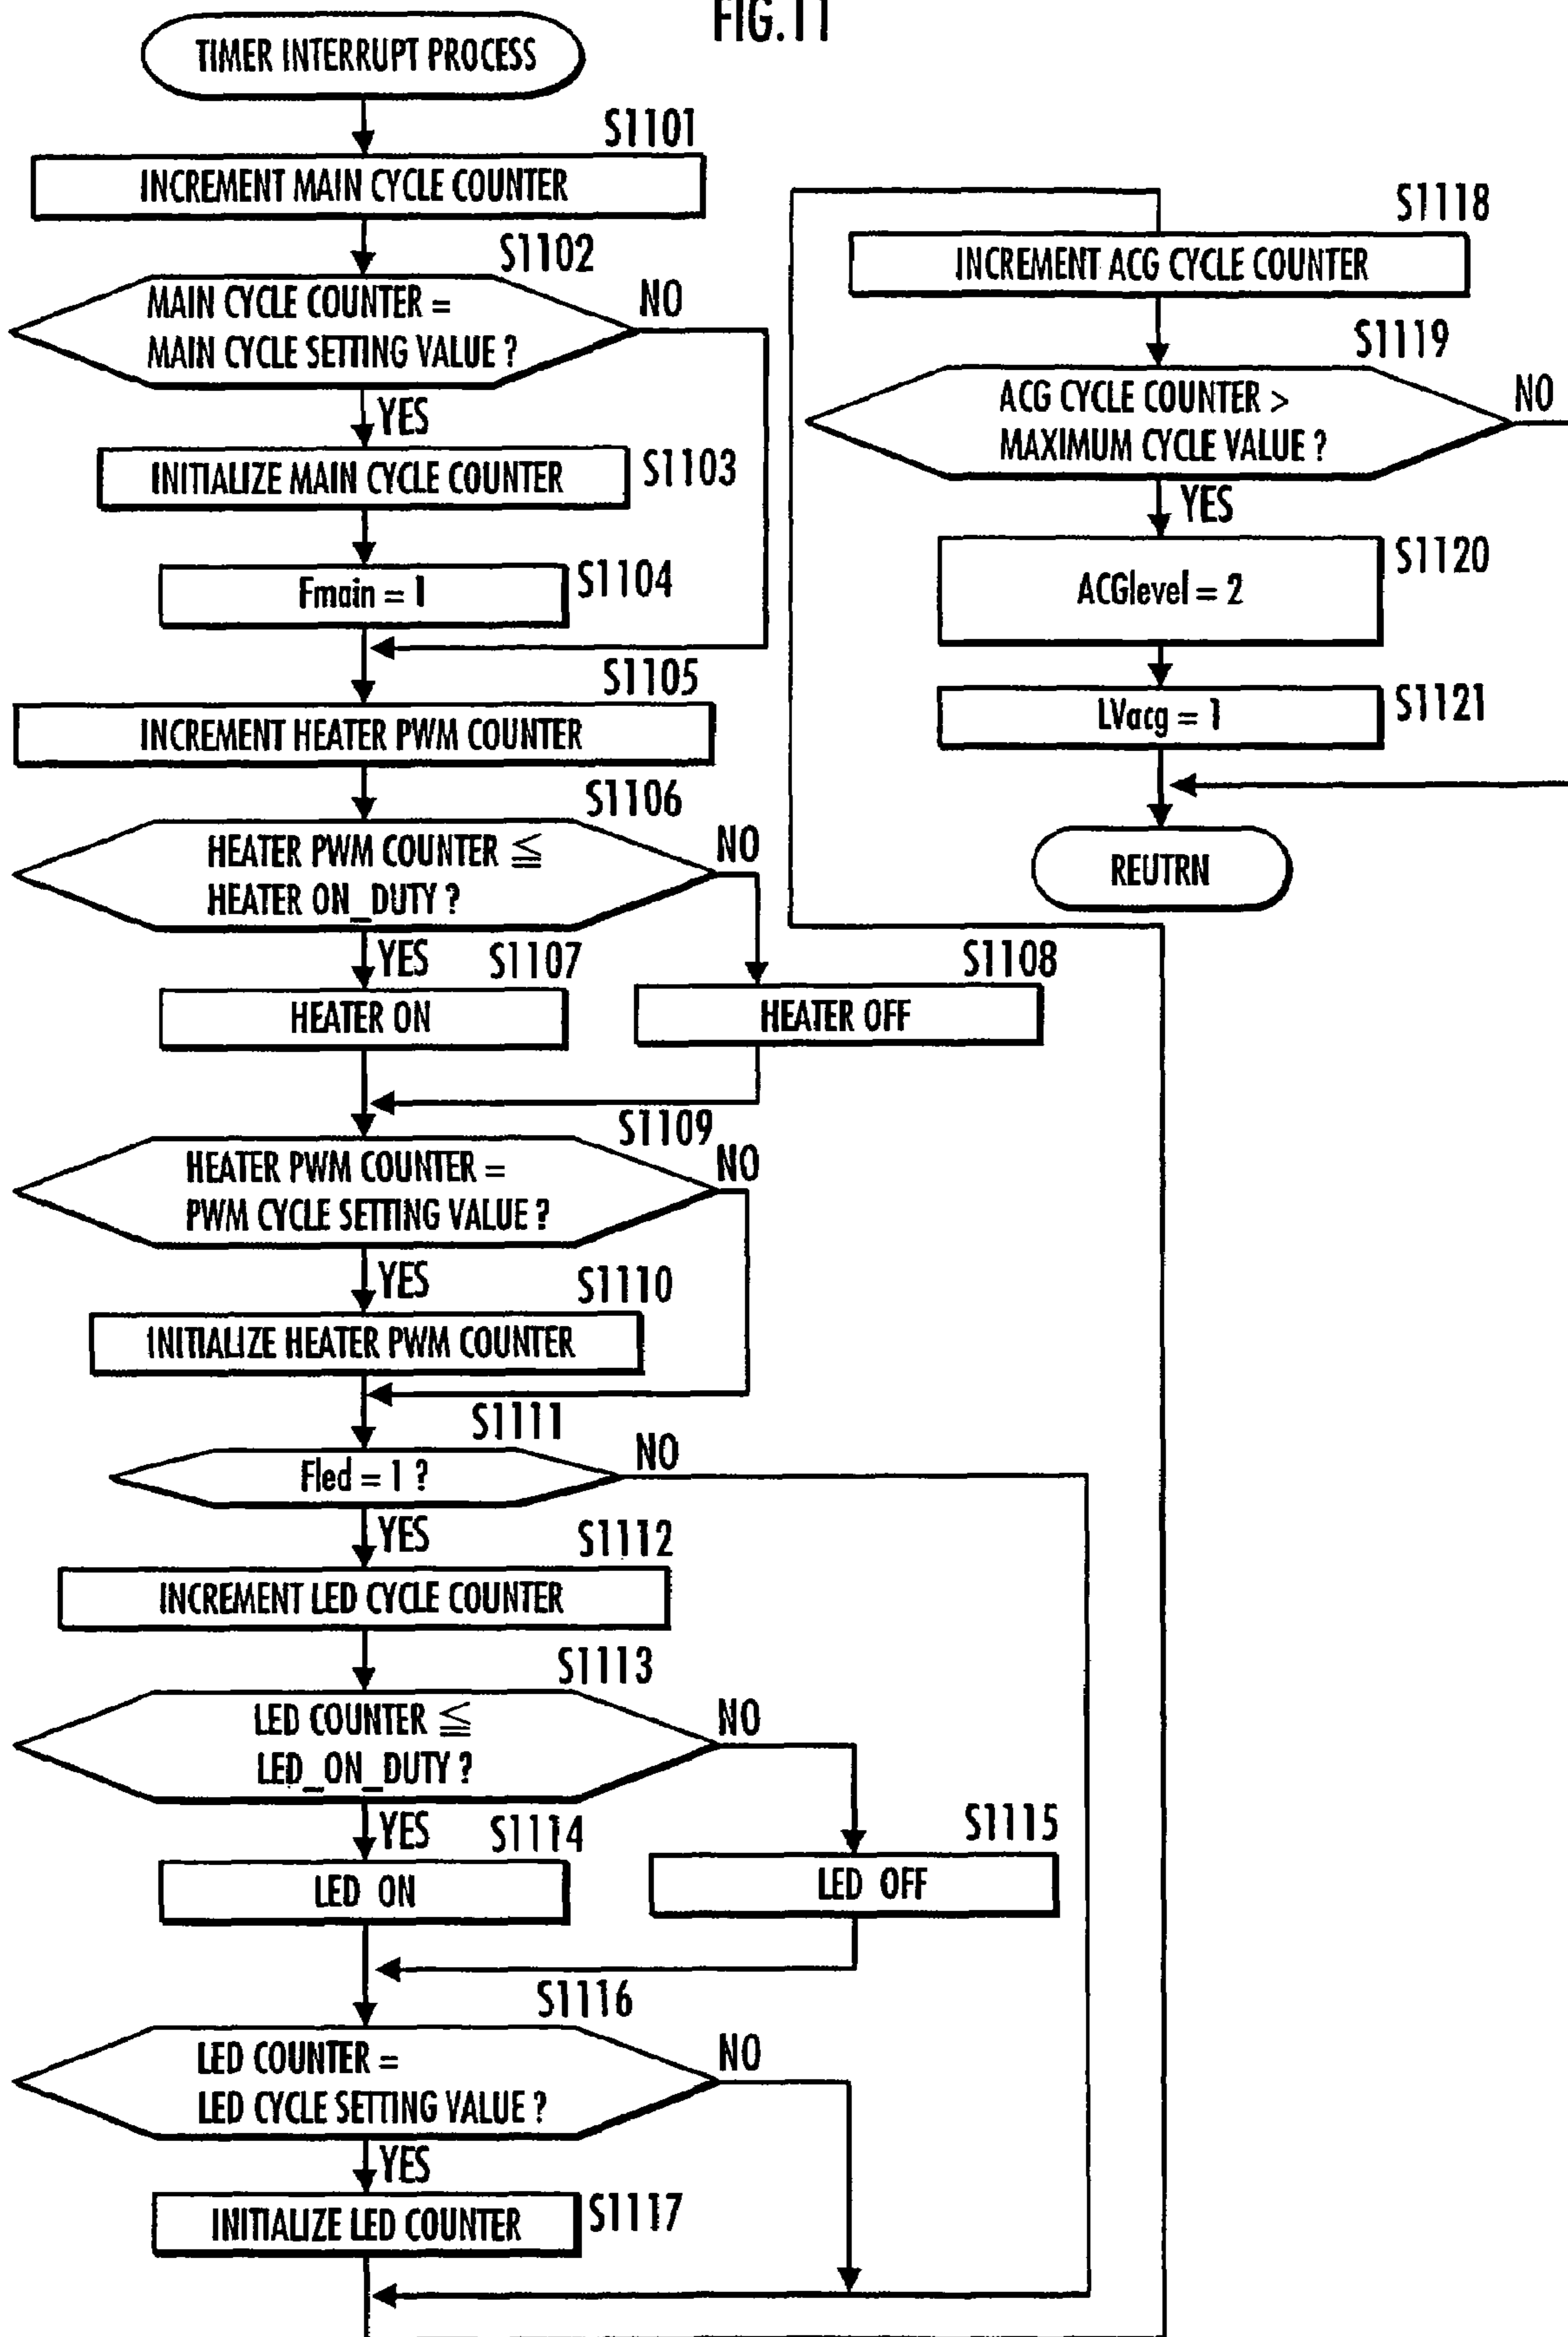 FIG.11
TIMER INTERRUPT PROCESS
S1101
INCREMENT MAIN CYCLE COUNTER
S1102
MAIN CYCLE COUNTER =
MAIN CYCLE SETTING VALUE ?
NO
YES
INITIALIZE MAIN CYCLE COUNTER
S1103
Fmain = 1
S1104
S1105
INCREMENT HEATER PWM COUNTER
S1106
HEATER PWM COUNTER ≦
HEATER ON_DUTY ?
NO
YES
S1107
HEATER ON
S1108
HEATER OFF
S1109
HEATER PWM COUNTER =
PWM CYCLE SETTING VALUE ?
NO
YES
S1110
INITIALIZE HEATER PWM COUNTER
S1111
Fled = 1 ?
NO
YES
S1112
INCREMENT LED CYCLE COUNTER
S1113
LED COUNTER ≦
LED_ON_DUTY ?
NO
YES
S1114
LED ON
S1115
LED OFF
S1116
LED COUNTER =
LED CYCLE SETTING VALUE ?
NO
YES
INITIALIZE LED COUNTER
S1117
S1118
INCREMENT ACG CYCLE COUNTER
S1119
ACG CYCLE COUNTER >
MAXIMUM CYCLE VALUE ?
NO
YES
S1120
ACGlevel = 2
LVacg = 1
S1121
REUTRN